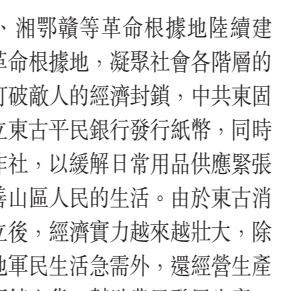 、湘鄂贛等革命根據地陸續建
革命根據地，凝聚社會各階層的
打破敵人的經濟封鎖，中共東固
立東古平民銀行發行紙幣，同時
作社，以緩解日常用品供應緊張
善山區人民的生活。由於東古消
立後，經濟實力越來越壯大，除
地軍民生活急需外，還經營生產